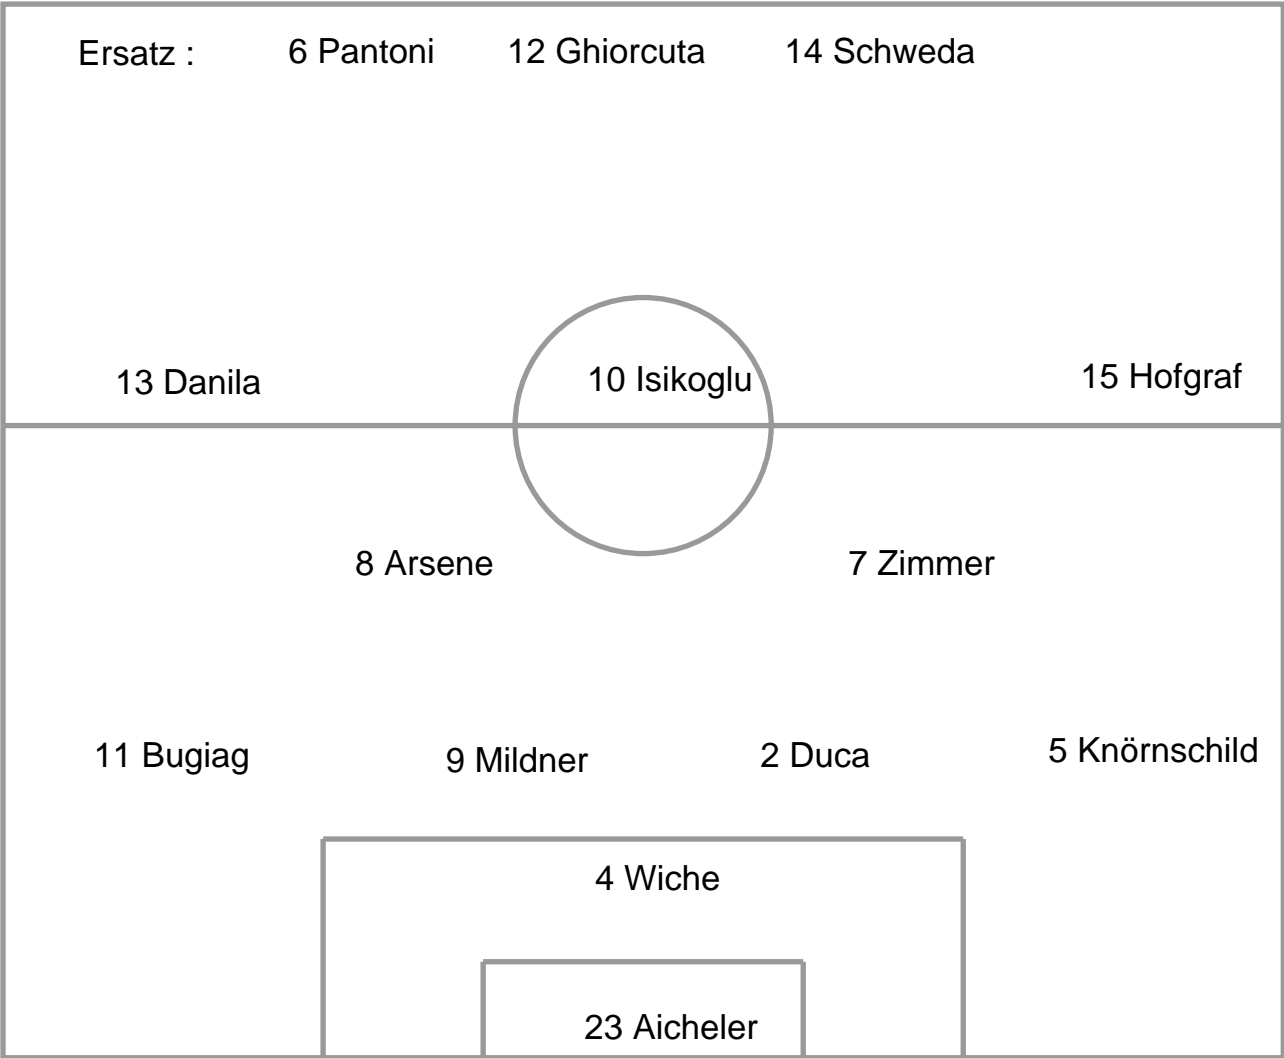 Ersatz : 6 Pantoni 12 Ghiorcuta 14 Schweda
13 Danila 10 Isikoglu 15 Hofgraf
8 Arsene 7 Zimmer
11 Bugiag 9 Mildner 2 Duca 5 Knörnschild
4 Wiche
23 Aicheler